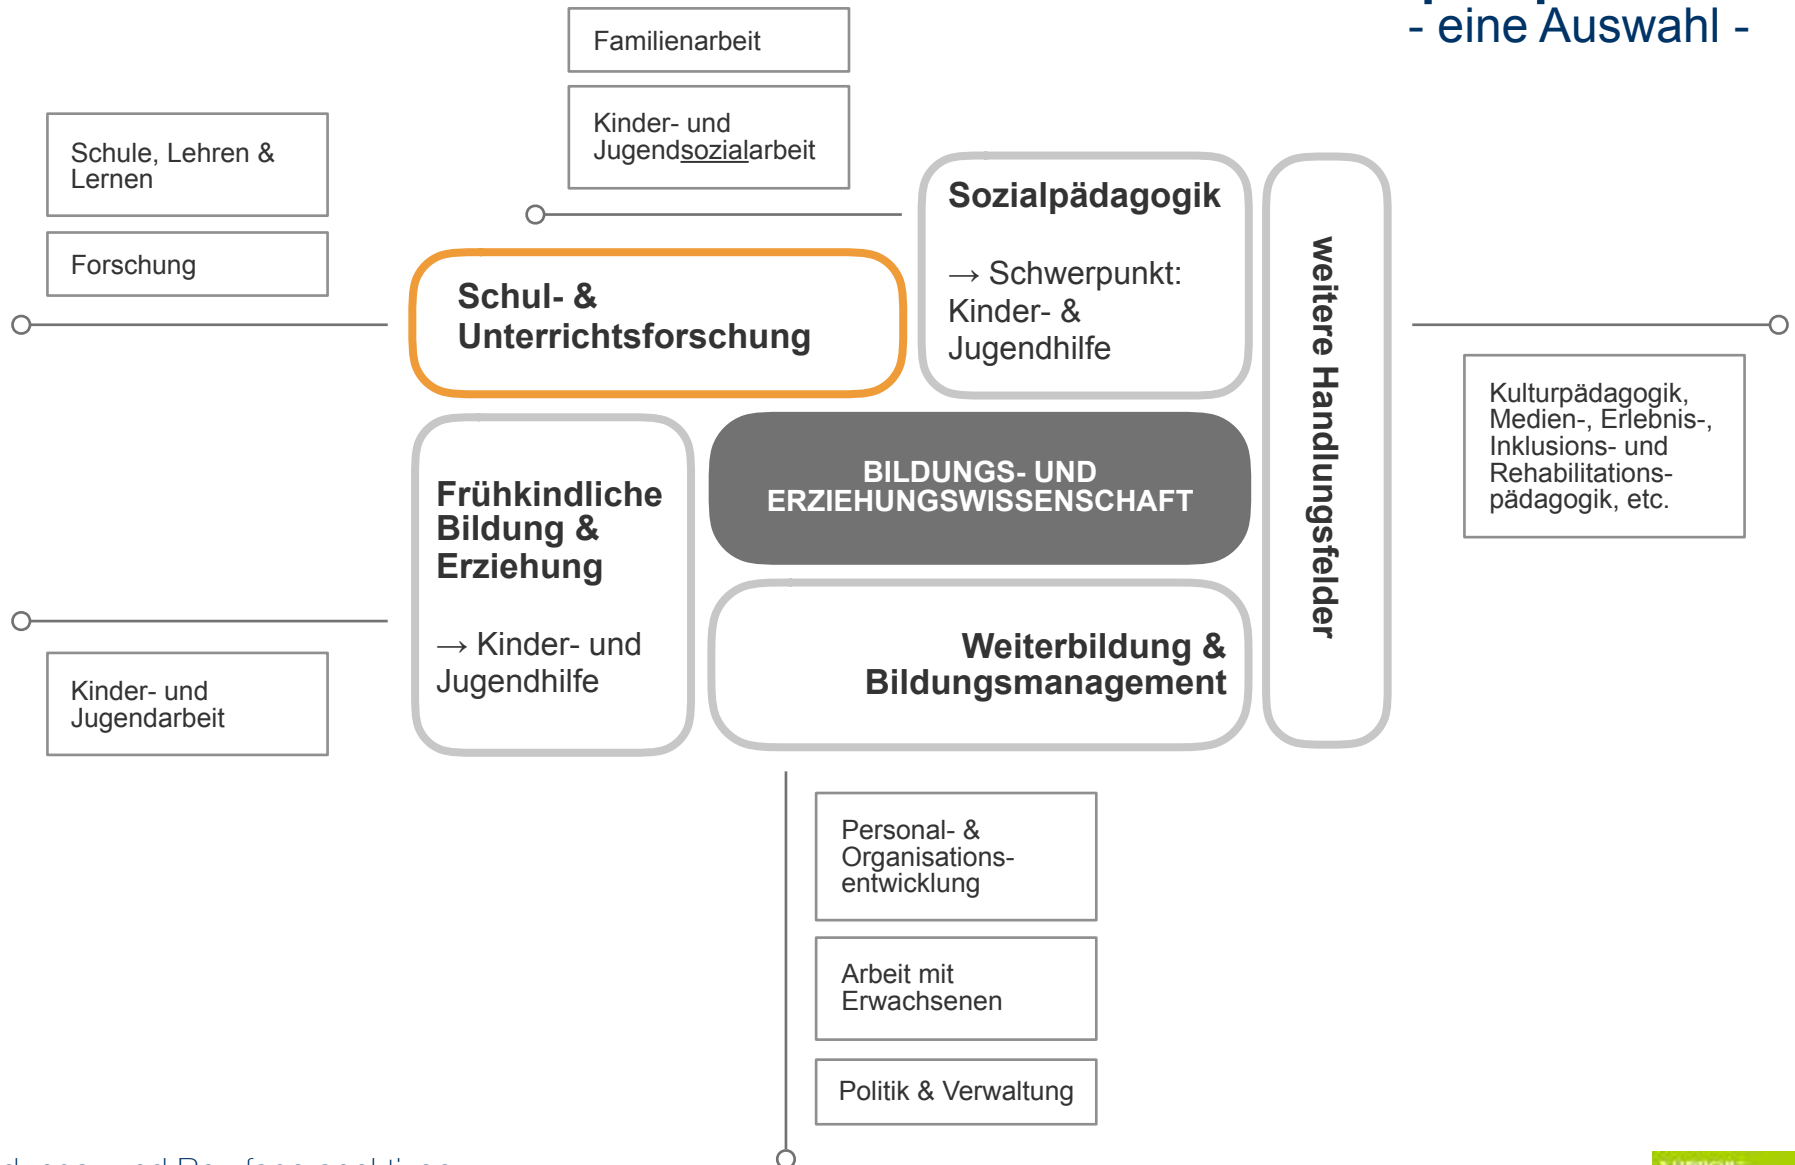 - eine Auswahl -
Familienarbeit
Kinder- und
Jugendsozialarbeit
Schule, Lehren &
Lernen
Forschung
Sozialpädagogik
→ Schwerpunkt:
Kinder- &
Jugendhilfe
Schul- &
Unterrichtsforschung
weitere Handlungsfelder
Kulturpädagogik,
Medien-, Erlebnis-,
Inklusions- und
Rehabilitations-
pädagogik, etc.
BILDUNGS- UND
ERZIEHUNGSWISSENSCHAFT
Frühkindliche
Bildung &
Erziehung
→ Kinder- und
Jugendhilfe
Kinder- und
Jugendarbeit
Weiterbildung &
Bildungsmanagement
Personal- &
Organisations-
entwicklung
Arbeit mit
Erwachsenen
Politik & Verwaltung